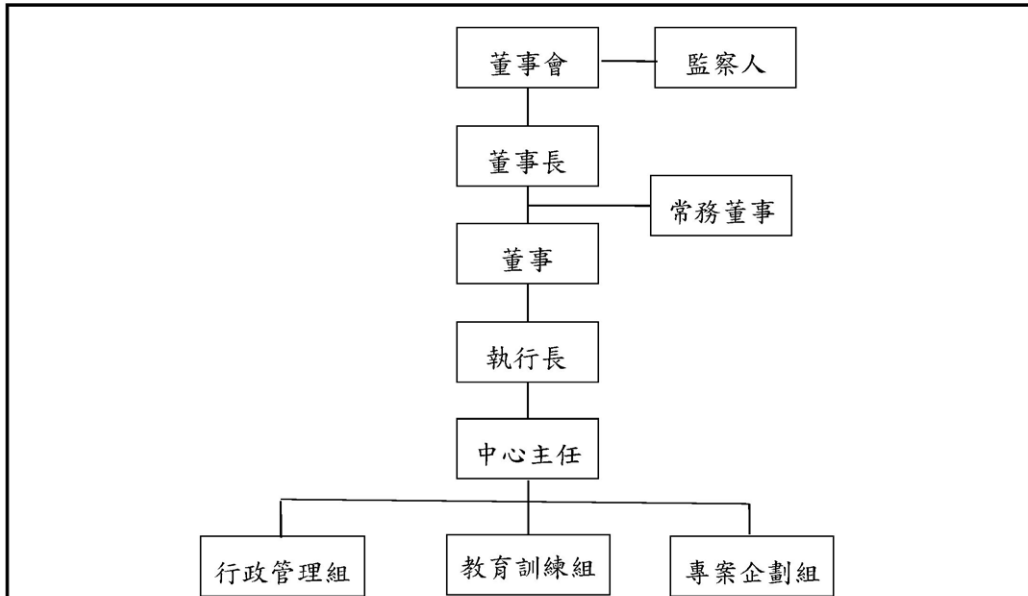 董事會
監察人
董事長
常務董事
董事
執行長
中心主任
行政管理組
教育訓練組
專案企劃組